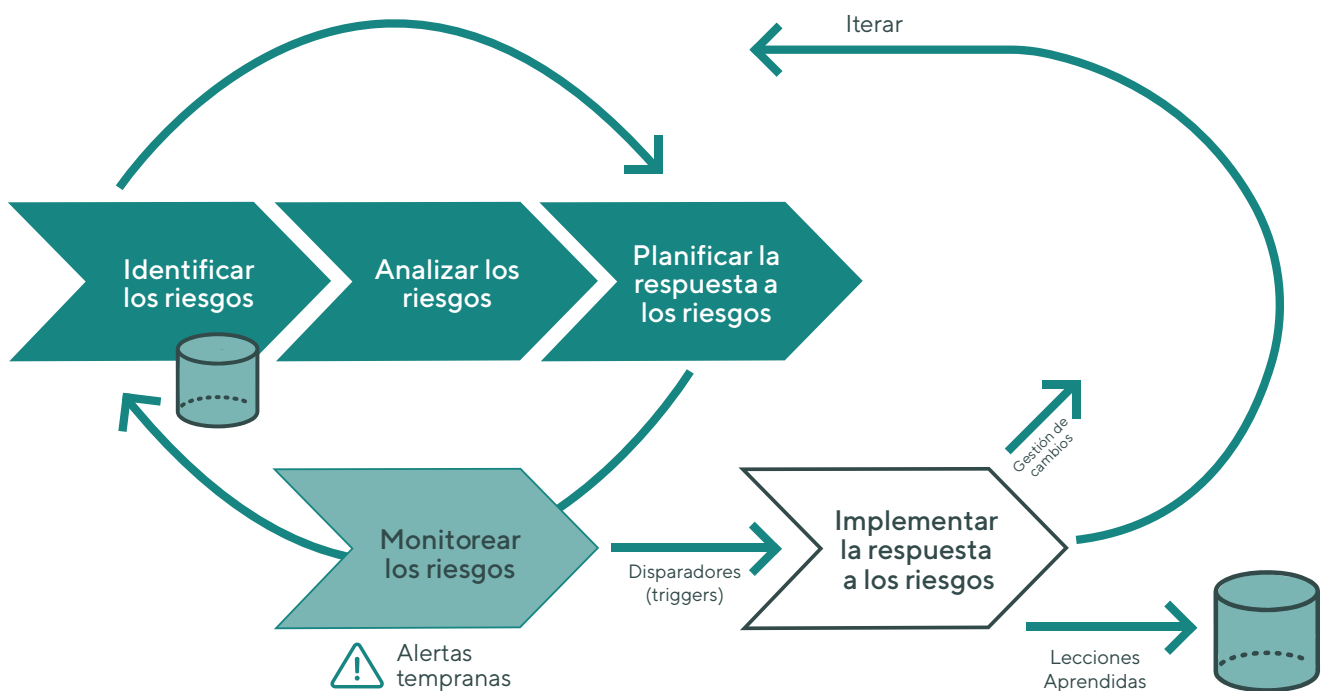 Iterar
Identificar
los riesgos
Analizar los
riesgos
Planificar la
respuesta a
los riesgos
Gestión de
cambios
Monitorear
los riesgos
Disparadores
(triggers)
Implementar
la respuesta
a los riesgos
Alertas
tempranas
Lecciones
Aprendidas